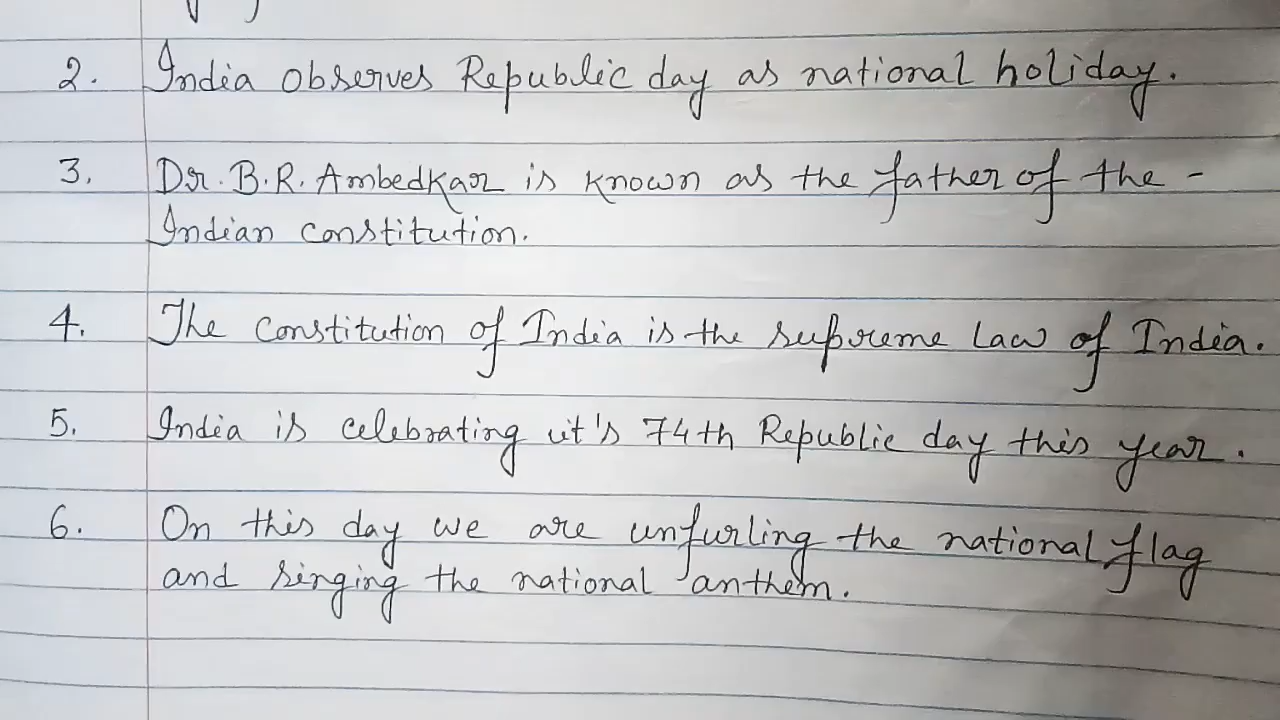 2. India observes Republic day as national holiday.
3. Dr. B.R. Ambedkar is known as the father of the -
Indian constitution.
4. The constitution of India is the supreme law of India.
5. India is celebrating it's 74th Republic day this year.
6. On this day we are unfurling the national flag
and singing the national anthem.